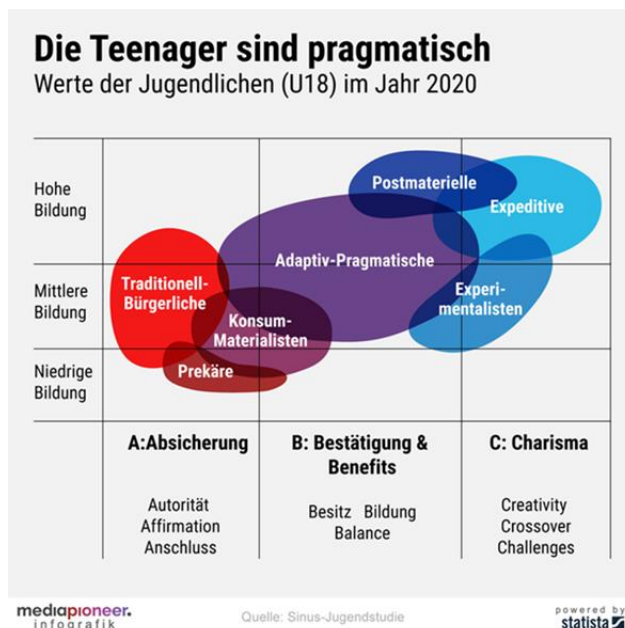 Die Teenager sind pragmatisch
Werte der Jugendlichen (U18) im Jahr 2020
Hohe
Bildung
Postmaterielle
Expeditive
Adaptiv-Pragmatische
Mittlere
Bildung
Traditionell-
Bürgerliche
Konsum-
Materialisten
Experi-
mentalisten
Niedrige
Bildung
Prekäre
A:Absicherung
B: Bestätigung &
Benefits
C: Charisma
Autorität
Affirmation
Anschluss
Besitz Bildung
Balance
Creativity
Crossover
Challenges
mediapioneer.
infografik
Quelle: Sinus-Jugendstudie
powered by
statista